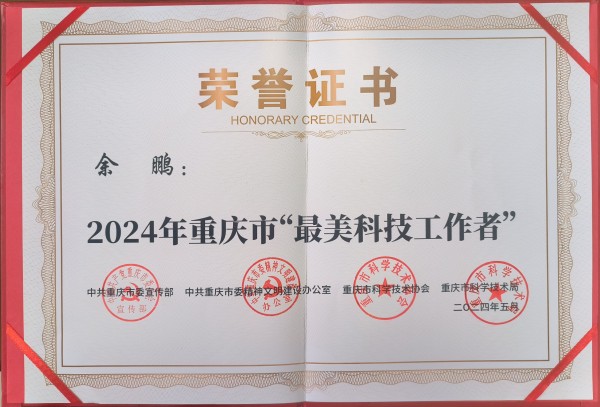 荣誉证书
HONORARY CREDENTIAL
余 鹏:
2024年重庆市“最美科技工作者”
中共重庆市委宣传部 中共重庆市委精神文明建设办公室 重庆市科学技术协会 重庆市科学技术局
二〇二四年五月